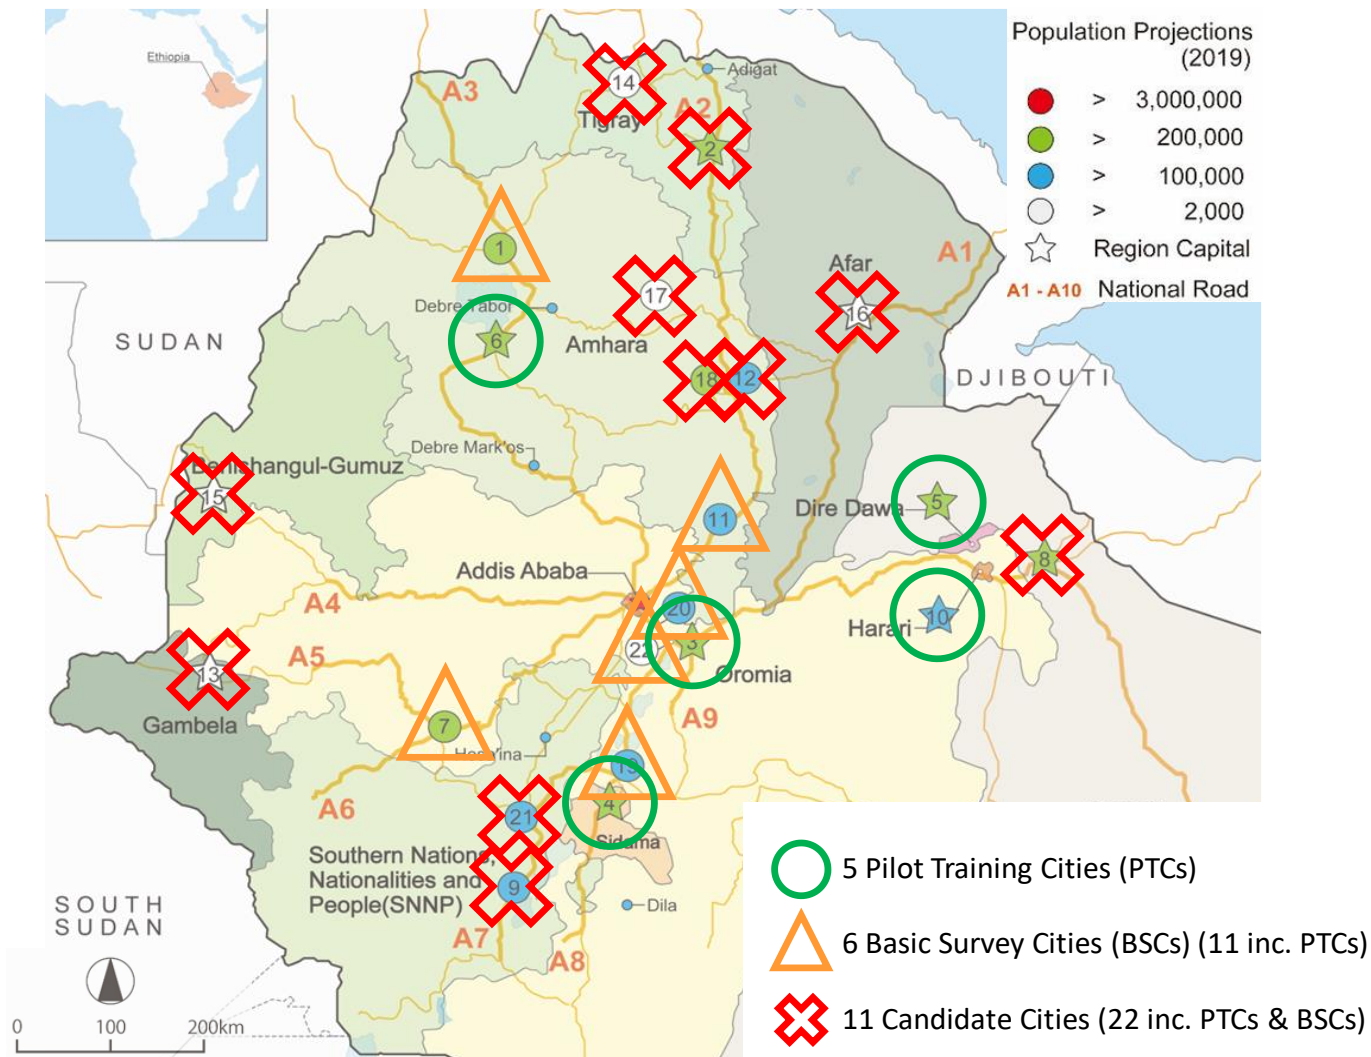 Ethiopia
Population Projections
(2019)
> 3,000,000
> 200,000
> 100,000
> 2,000
Region Capital
A1 - A10 National Road
14
Adigat
A3
A2
Tigray
2
1
A1
Afar
17
16
Debre Tabor
SUDAN
6
Amhara
18
12
DJIBOUTI
Debre Mark'os
Benishangul-Gumuz
15
5
Dire Dawa
11
8
Addis Ababa
A4
20
10
Harari
22
3
A5
13
Oromia
Gambela
7
A9
19
A6
4
21
Sidama
Southern Nations,
Nationalities and
People(SNNP)
9
Dila
SOUTH
SUDAN
A7
A8
0 100 200km
5 Pilot Training Cities (PTCs)
6 Basic Survey Cities (BSCs) (11 inc. PTCs)
11 Candidate Cities (22 inc. PTCs & BSCs)